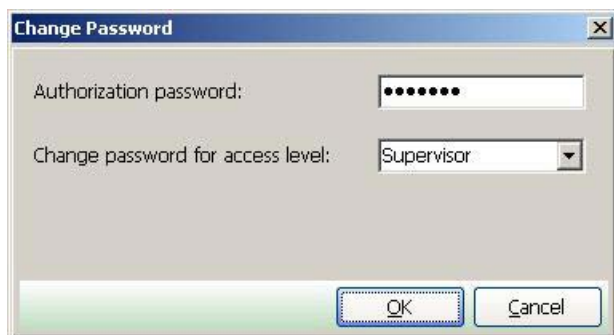 Change Password
Authorization password: •••••••
Change password for access level: Supervisor
OK Cancel